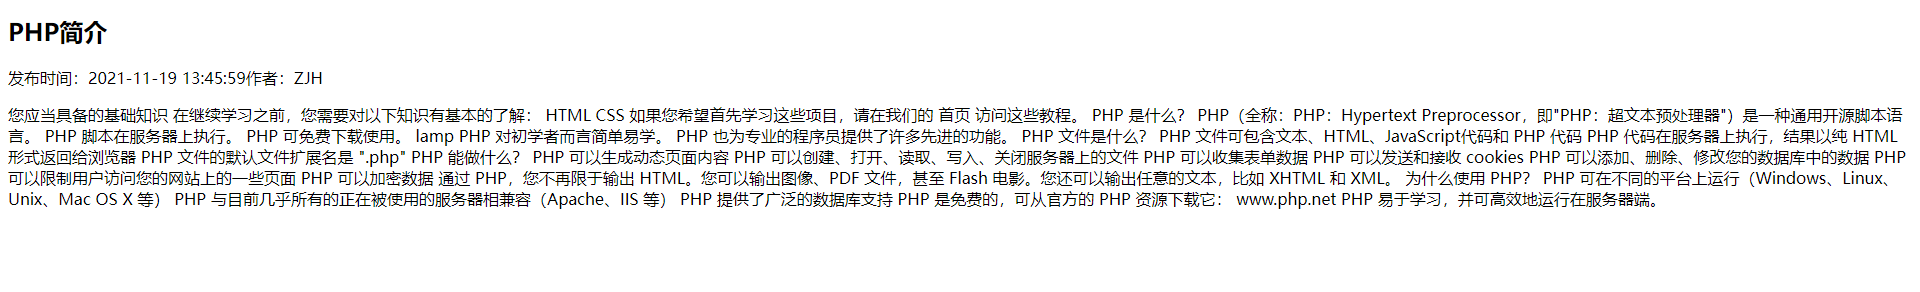 PHP简介
发布时间：2021-11-19 13:45:59作者：ZJH
您应当具备的基础知识 在继续学习之前，您需要对以下知识有基本的了解： HTML CSS 如果您希望首先学习这些项目，请在我们的 首页 访问这些教程。 PHP 是什么？ PHP（全称：PHP：Hypertext Preprocessor，即"PHP：超文本预处理器"）是一种通用开源脚本语
言。 PHP 脚本在服务器上执行。 PHP 可免费下载使用。 lamp PHP 对初学者而言简单易学。 PHP 也为专业的程序员提供了许多先进的功能。 PHP 文件是什么？ PHP 文件可包含文本、HTML、JavaScript代码和 PHP 代码 PHP 代码在服务器上执行，结果以纯 HTML
形式返回给浏览器 PHP 文件的默认文件扩展名是 ".php" PHP 能做什么？ PHP 可以生成动态页面内容 PHP 可以创建、打开、读取、写入、关闭服务器上的文件 PHP 可以收集表单数据 PHP 可以发送和接收 cookies PHP 可以添加、删除、修改您的数据库中的数据 PHP
可以限制用户访问您的网站上的一些页面 PHP 可以加密数据 通过 PHP，您不再限于输出 HTML。您可以输出图像、PDF 文件，甚至 Flash 电影。您还可以输出任意的文本，比如 XHTML 和 XML。 为什么使用 PHP？ PHP 可在不同的平台上运行（Windows、Linux、
Unix、Mac OS X 等） PHP 与目前几乎所有的正在被使用的服务器相兼容（Apache、IIS 等） PHP 提供了广泛的数据库支持 PHP 是免费的，可从官方的 PHP 资源下载它： www.php.net PHP 易于学习，并可高效地运行在服务器端。